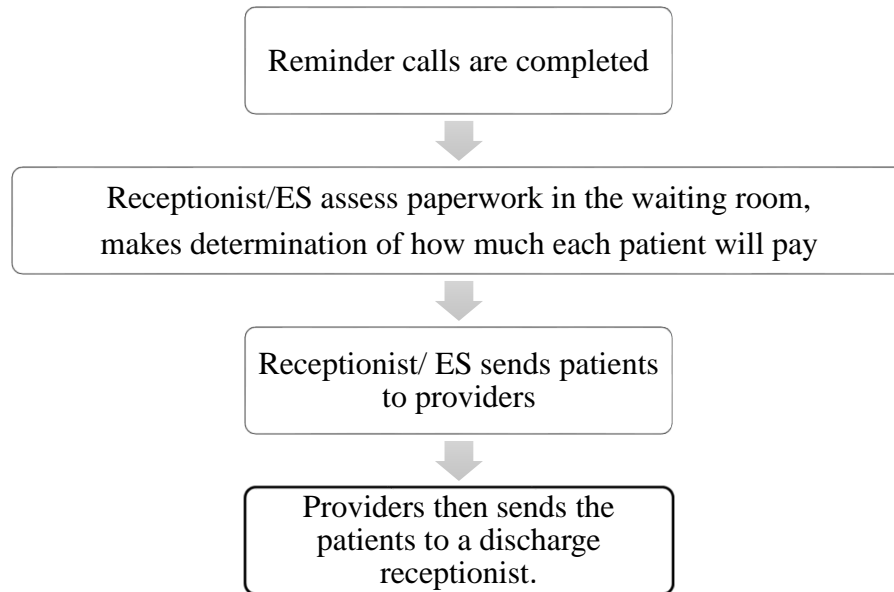 Reminder calls are completed
Receptionist/ES assess paperwork in the waiting room,
makes determination of how much each patient will pay
Receptionist/ ES sends patients
to providers
Providers then sends the
patients to a discharge
receptionist.